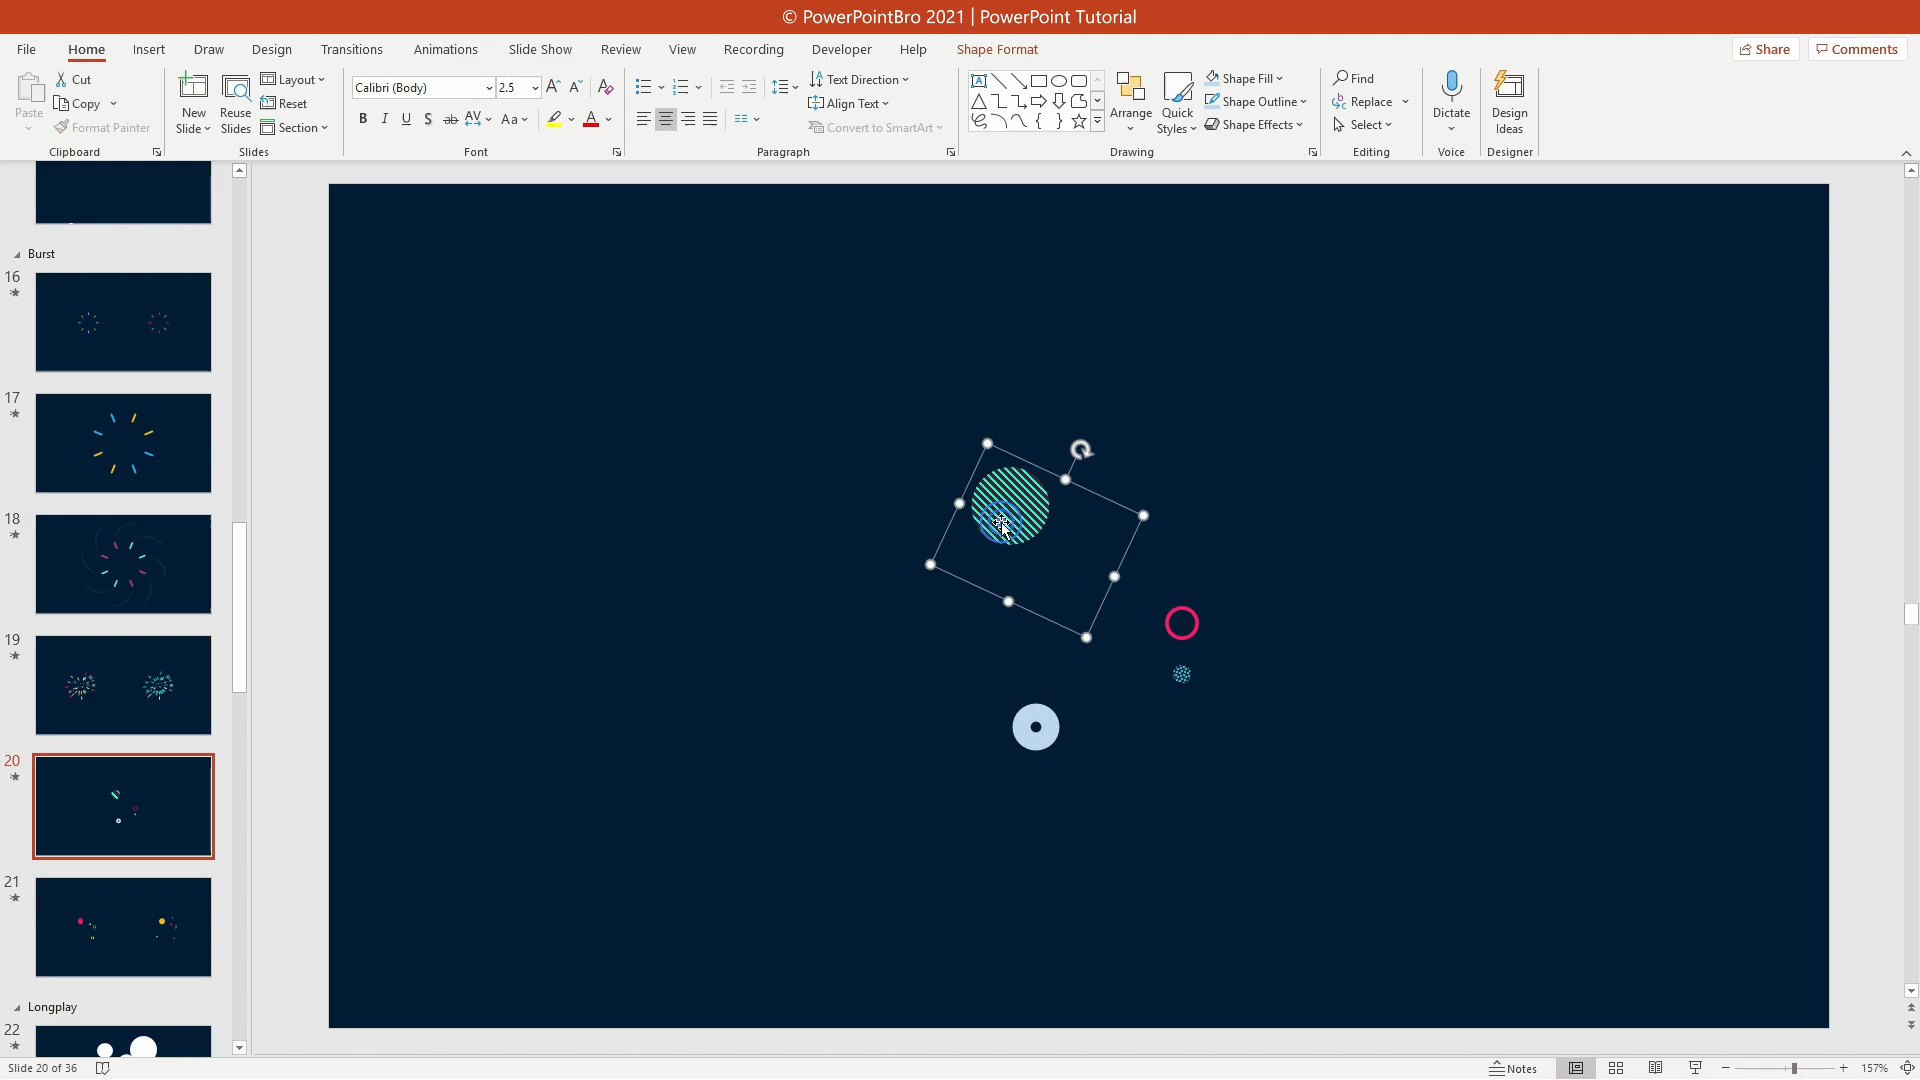 © PowerPointBro 2021 | PowerPoint Tutorial
File Home Insert Draw Design Transitions Animations Slide Show Review View Recording Developer Help Shape Format Share Comments
Paste
Cut
Copy
Format Painter
Clipboard
New Slide
Reuse Slides
Layout
Reset
Section
Slides
Calibri (Body) 2.5
B I U S ab AV Aa A
Font
Text Direction
Align Text
Convert to SmartArt
Paragraph
Arrange
Quick Styles
Shape Fill
Shape Outline
Shape Effects
Drawing
Find
Replace
Select
Editing
Dictate
Voice
Design Ideas
Designer
Burst
16
17
18
19
20
21
Longplay
22
Slide 20 of 36
Notes
157%